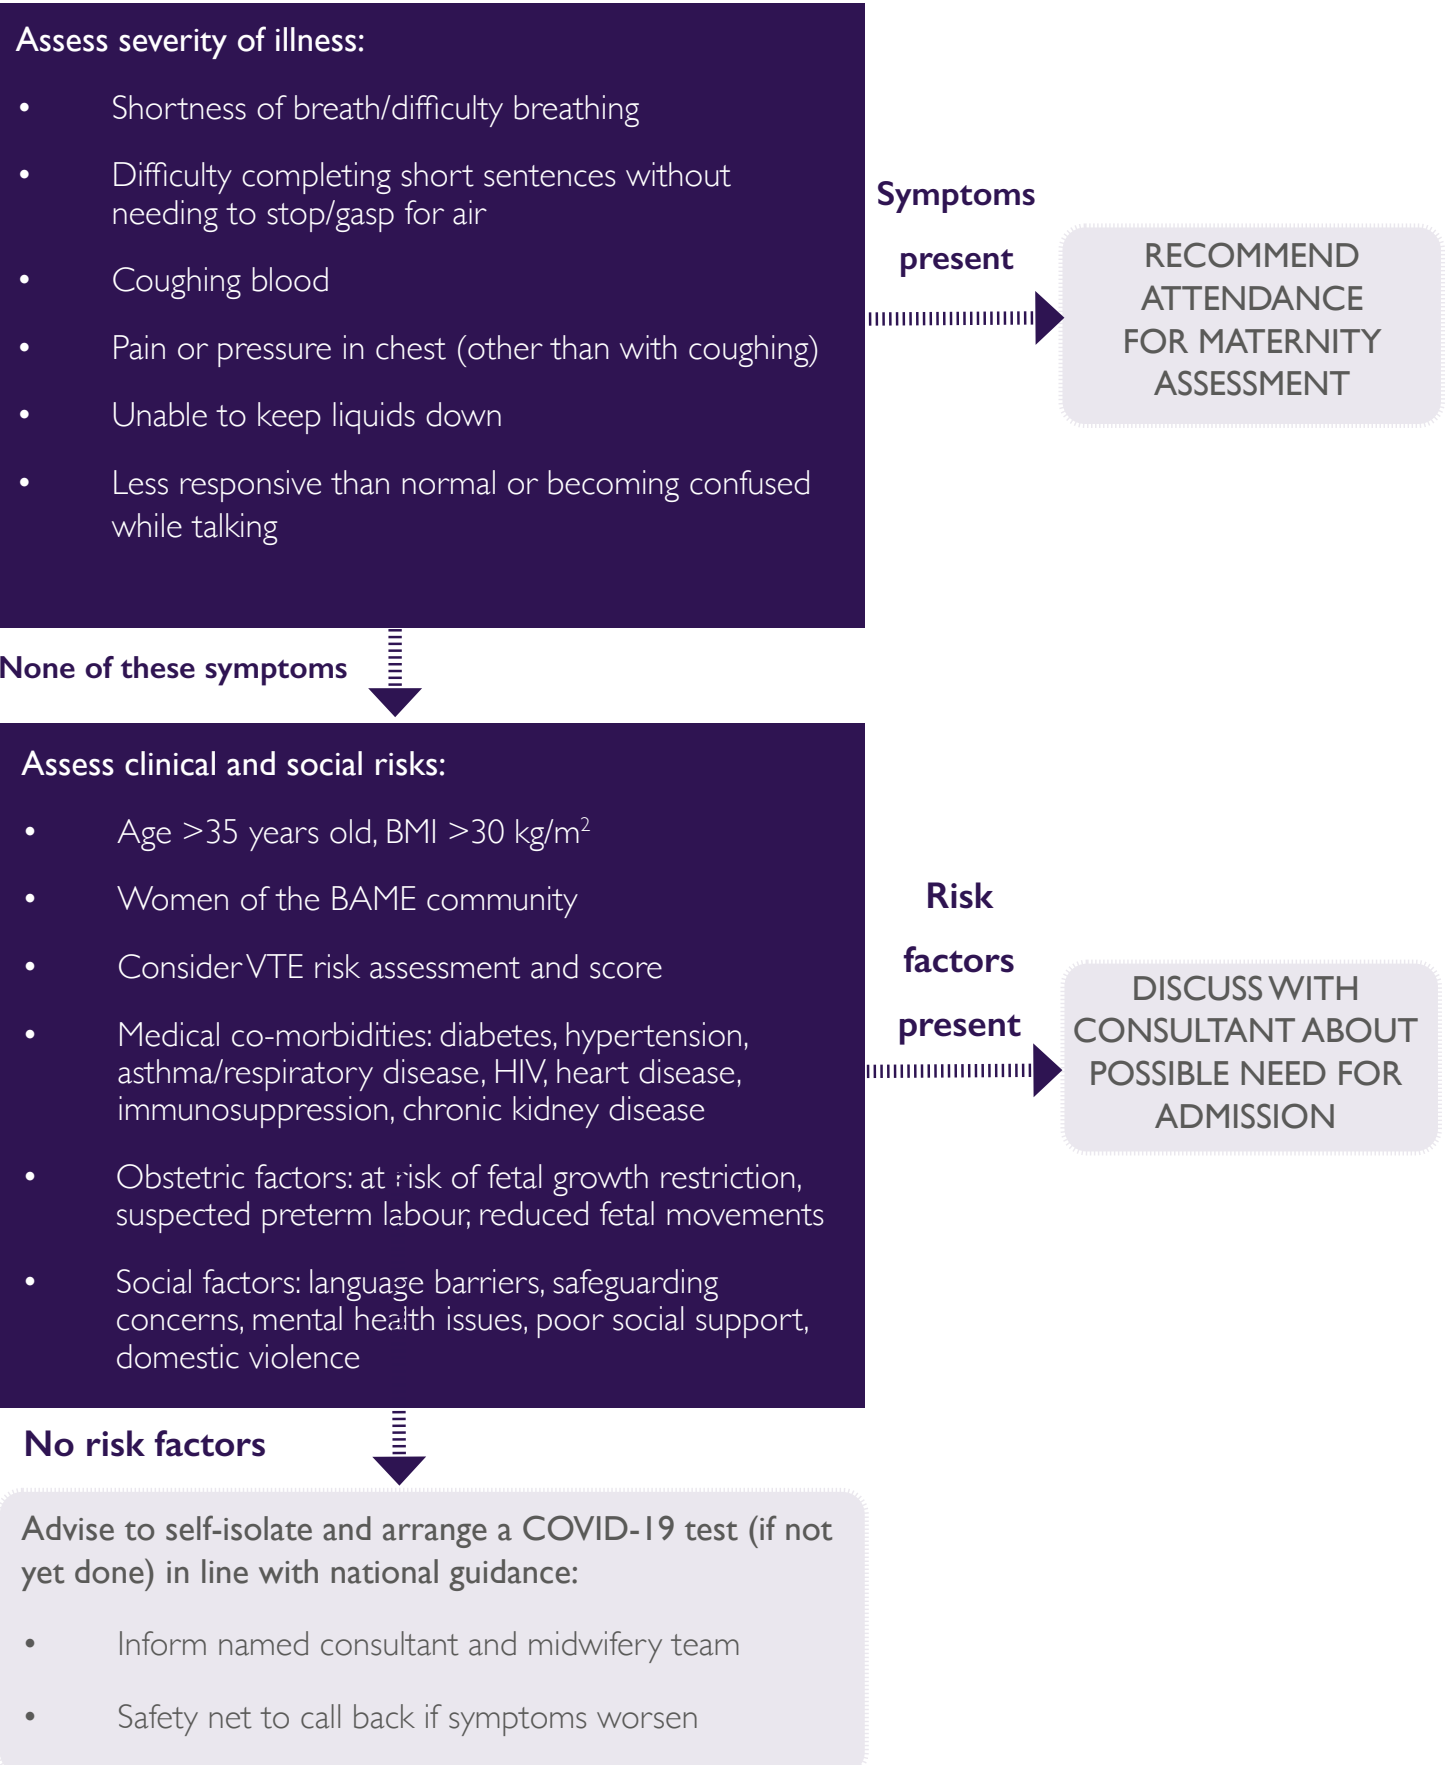 Assess severity of illness:
• Shortness of breath/difficulty breathing
• Difficulty completing short sentences without
needing to stop/gasp for air
• Coughing blood
• Pain or pressure in chest (other than with coughing)
• Unable to keep liquids down
• Less responsive than normal or becoming confused
while talking
Symptoms
present
RECOMMEND
ATTENDANCE
FOR MATERNITY
ASSESSMENT
None of these symptoms
Assess clinical and social risks:
• Age >35 years old, BMI >30 kg/m²
• Women of the BAME community
• Consider VTE risk assessment and score
• Medical co-morbidities: diabetes, hypertension,
asthma/respiratory disease, HIV, heart disease,
immunosuppression, chronic kidney disease
• Obstetric factors: at risk of fetal growth restriction,
suspected preterm labour, reduced fetal movements
• Social factors: language barriers, safeguarding
concerns, mental health issues, poor social support,
domestic violence
Risk
factors
present
DISCUSS WITH
CONSULTANT ABOUT
POSSIBLE NEED FOR
ADMISSION
No risk factors
Advise to self-isolate and arrange a COVID-19 test (if not
yet done) in line with national guidance:
• Inform named consultant and midwifery team
• Safety net to call back if symptoms worsen